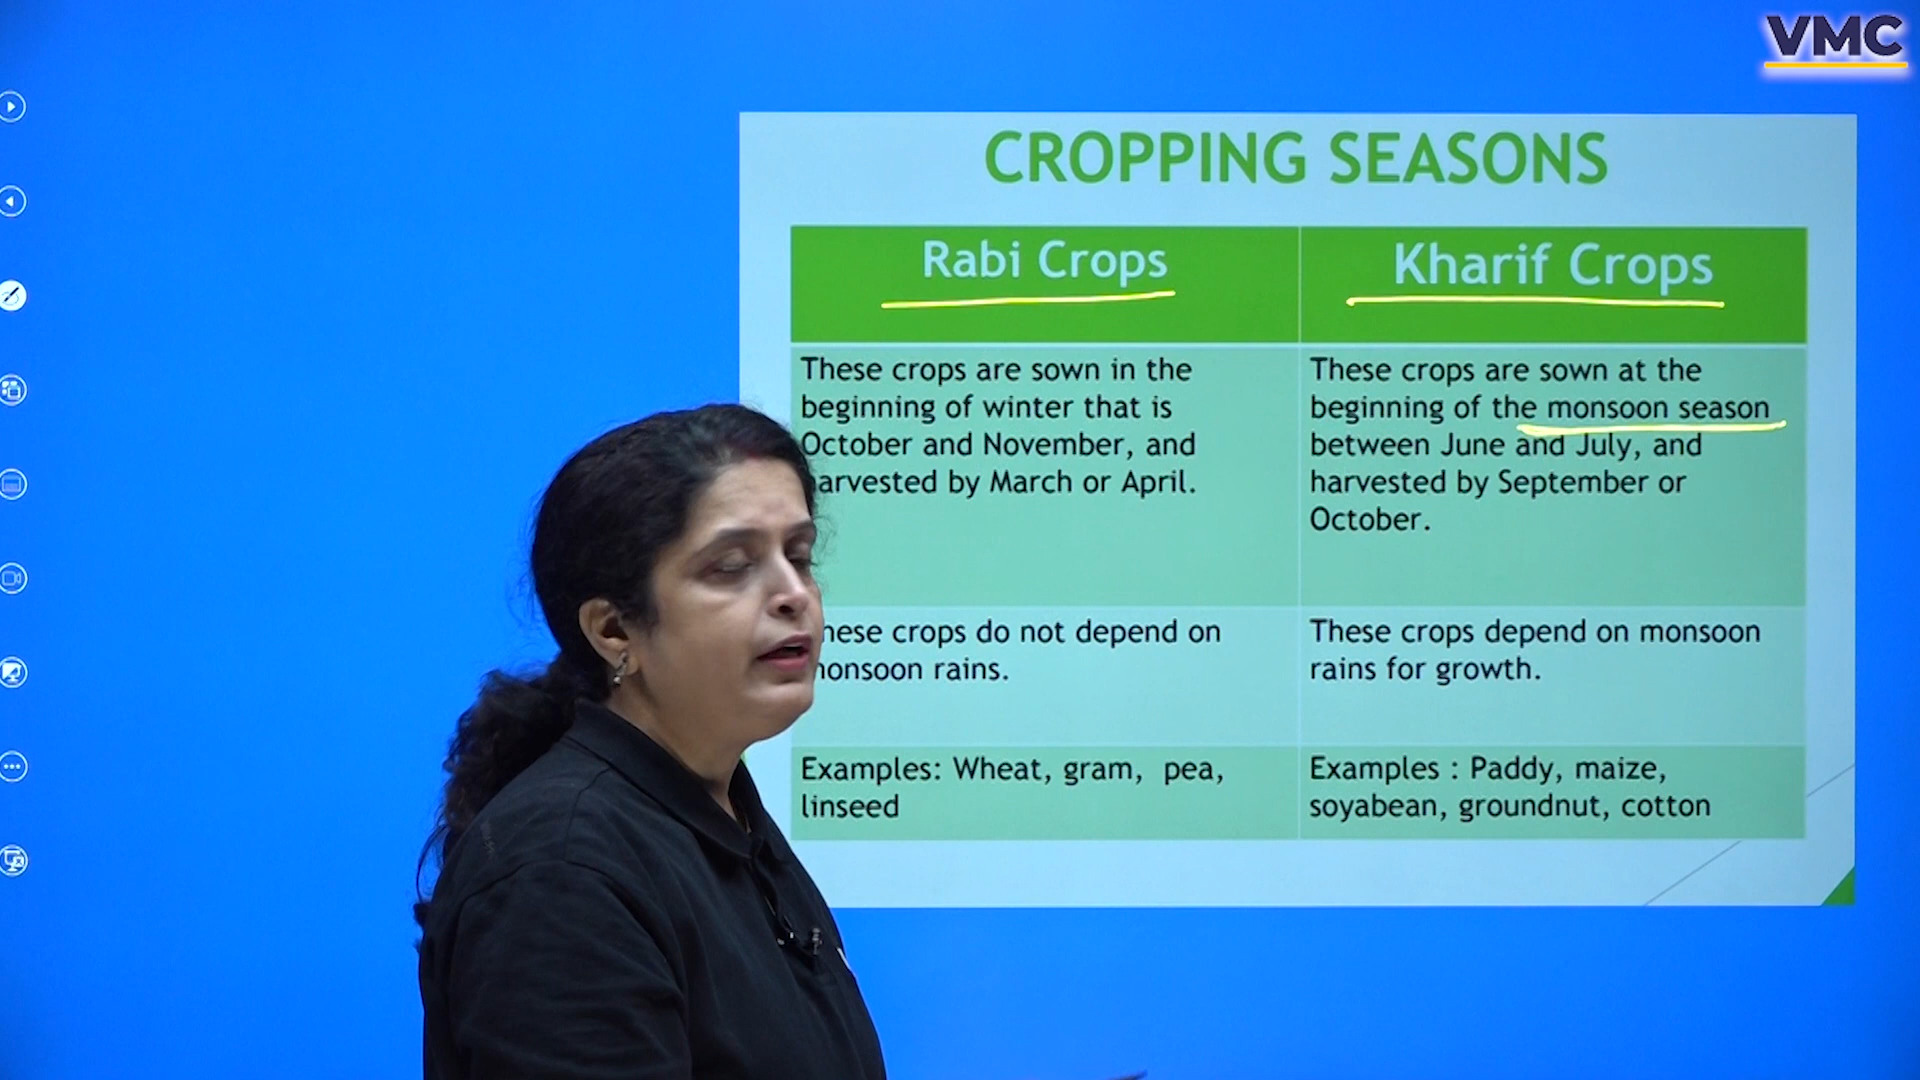 VMC
CROPPING SEASONS
Rabi Crops
Kharif Crops
These crops are sown in the
beginning of winter that is
October and November, and
harvested by March or April.
These crops are sown at the
beginning of the monsoon season
between June and July, and
harvested by September or
October.
These crops do not depend on
monsoon rains.
These crops depend on monsoon
rains for growth.
Examples: Wheat, gram, pea,
linseed
Examples : Paddy, maize,
soyabean, groundnut, cotton